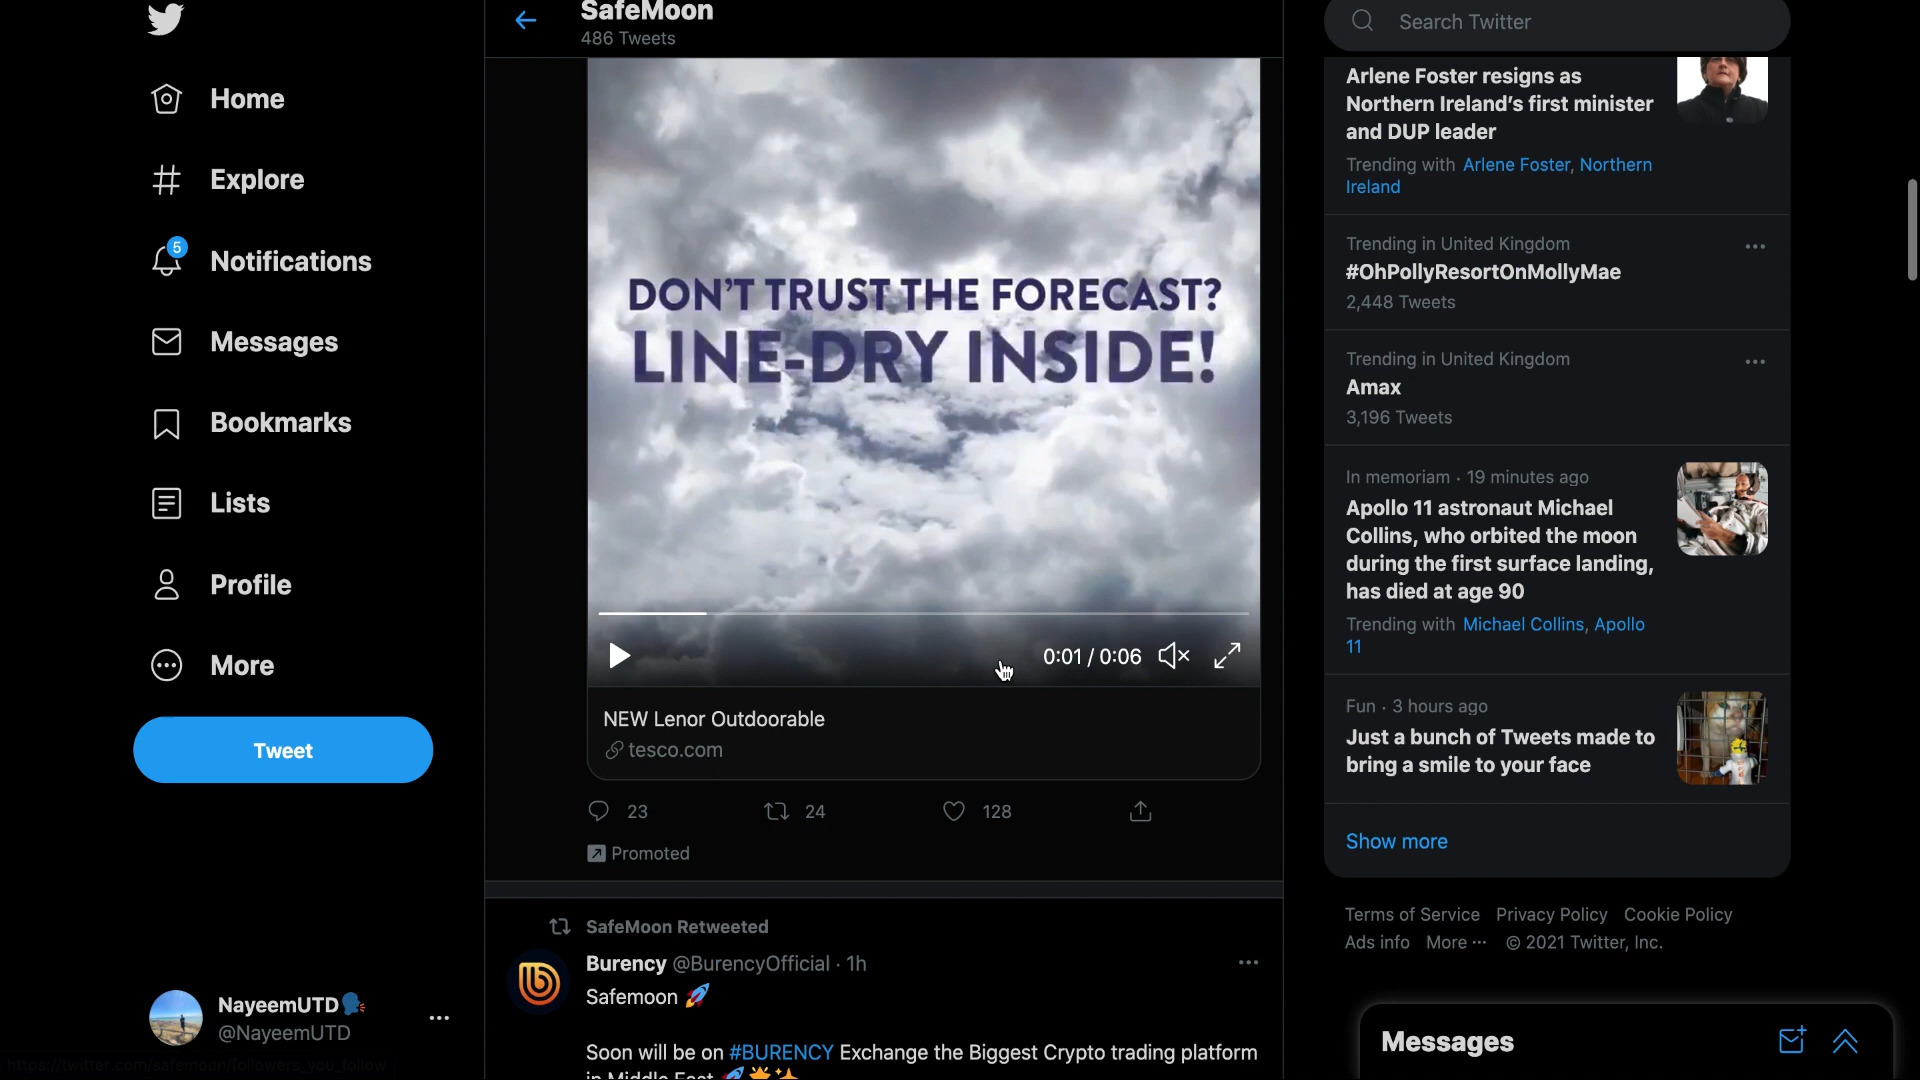 Home
Explore
5
Notifications
Messages
Bookmarks
Lists
Profile
More
Tweet
NayeemUTD
@NayeemUTD
https://twitter.com/safemoon/followers_you_follow
SafeMoon
486 Tweets
DON'T TRUST THE FORECAST?
LINE-DRY INSIDE!
0:01 / 0:06
NEW Lenor Outdoorable
tesco.com
23
24
128
Promoted
SafeMoon Retweeted
Burency @BurencyOfficial · 1h
Safemoon 🚀
Soon will be on #BURENCY Exchange the Biggest Crypto trading platform
in Middle East 🚀🌟✨
Search Twitter
Arlene Foster resigns as
Northern Ireland's first minister
and DUP leader
Trending with Arlene Foster, Northern
Ireland
Trending in United Kingdom
#OhPollyResortOnMollyMae
2,448 Tweets
Trending in United Kingdom
Amax
3,196 Tweets
In memoriam · 19 minutes ago
Apollo 11 astronaut Michael
Collins, who orbited the moon
during the first surface landing,
has died at age 90
Trending with Michael Collins, Apollo
11
Fun · 3 hours ago
Just a bunch of Tweets made to
bring a smile to your face
Show more
Terms of Service Privacy Policy Cookie Policy
Ads info More ··· © 2021 Twitter, Inc.
Messages